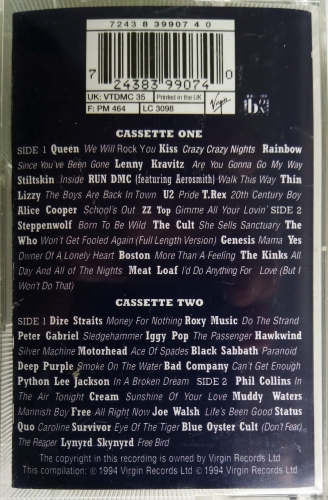 7243 8 39907 4 0
7 24383 99074 0
UK: VTDMC 35 Printed in the UK
F: PM 464 LC 3098
Virgin
CASSETTE ONE
SIDE 1 Queen We Will Rock You Kiss Crazy Crazy Nights Rainbow
Since You've Been Gone Lenny Kravitz Are You Gonna Go My Way
Stiltskin Inside RUN DMC (featuring Aerosmith) Walk This Way Thin
Lizzy The Boys Are Back In Town U2 Pride T.Rex 20th Century Boy
Alice Cooper School's Out ZZ Top Gimme All Your Lovin' SIDE 2
Steppenwolf Born To Be Wild The Cult She Sells Sanctuary The
Who Won't Get Fooled Again (Full Length Version) Genesis Mama Yes
Owner Of A Lonely Heart Boston More Than A Feeling The Kinks All
Day And All of The Nights Meat Loaf I'd Do Anything For Love (But I
Won't Do That)
CASSETTE TWO
SIDE 1 Dire Straits Money For Nothing Roxy Music Do The Strand
Peter Gabriel Sledgehammer Iggy Pop The Passenger Hawkwind
Silver Machine Motorhead Ace Of Spades Black Sabbath Paranoid
Deep Purple Smoke On The Water Bad Company Can't Get Enough
Python Lee Jackson In A Broken Dream SIDE 2 Phil Collins In
The Air Tonight Cream Sunshine Of Your Love Muddy Waters
Mannish Boy Free All Right Now Joe Walsh Life's Been Good Status
Quo Caroline Survivor Eye Of The Tiger Blue Oyster Cult (Don't Fear)
The Reaper Lynyrd Skynyrd Free Bird
The copyright in this recording is owned by Virgin Records Ltd
This compilation: ℗ 1994 Virgin Records Ltd © 1994 Virgin Records Ltd